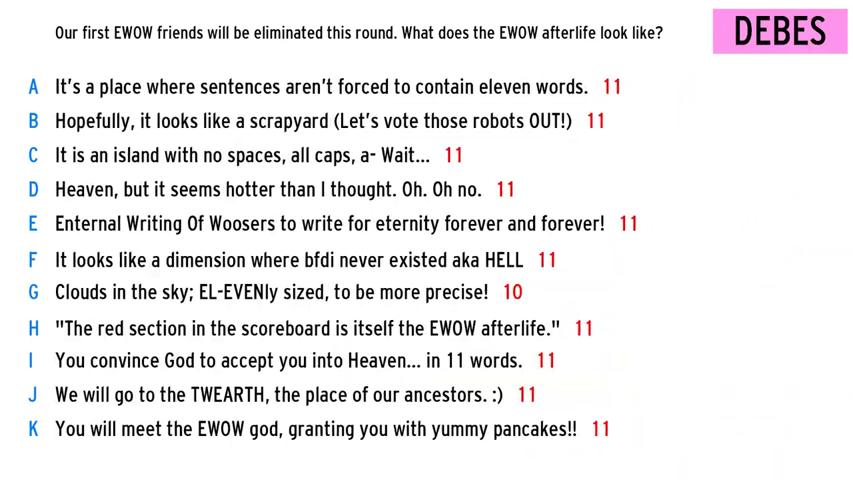 Our first EWOW friends will be eliminated this round. What does the EWOW afterlife look like?
DEBES
A It's a place where sentences aren't forced to contain eleven words. 11
B Hopefully, it looks like a scrapyard (Let's vote those robots OUT!) 11
C It is an island with no spaces, all caps, a- Wait... 11
D Heaven, but it seems hotter than I thought. Oh. Oh no. 11
E Enternal Writing Of Woosers to write for eternity forever and forever! 11
F It looks like a dimension where bfdi never existed aka HELL 11
G Clouds in the sky; EL-EVENly sized, to be more precise! 10
H "The red section in the scoreboard is itself the EWOW afterlife." 11
I You convince God to accept you into Heaven... in 11 words. 11
J We will go to the TWEARTH, the place of our ancestors. :) 11
K You will meet the EWOW god, granting you with yummy pancakes!! 11